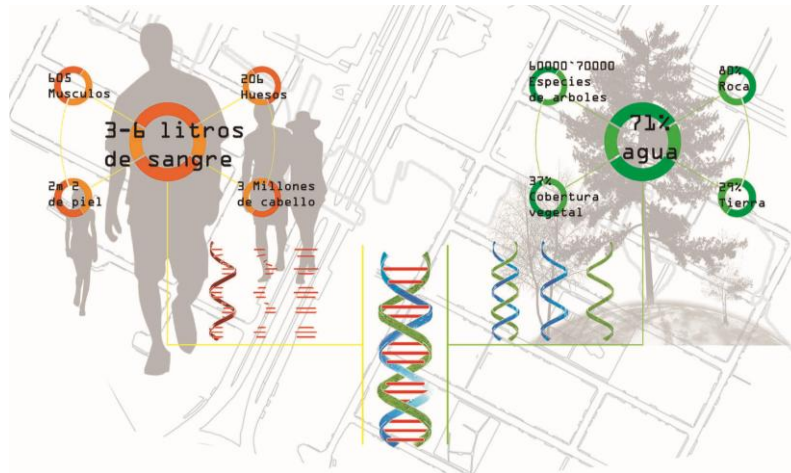 605
Musculos
206
Huesos
3-6 litros
de sangre
2m 2
de piel
3 Millones
de cabello
60000`70000
Especies
de arboles
80%
Roca
71%
agua
37%
Cobertura
vegetal
29%
Tierra